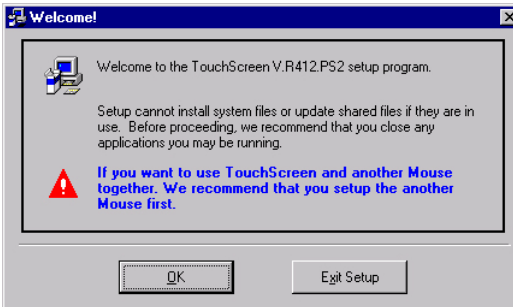 Welcome!
Welcome to the TouchScreen V.R412.PS2 setup program.
Setup cannot install system files or update shared files if they are in
use. Before proceeding, we recommend that you close any
applications you may be running.
If you want to use TouchScreen and another Mouse
together. We recommend that you setup the another
Mouse first.
OK
Exit Setup